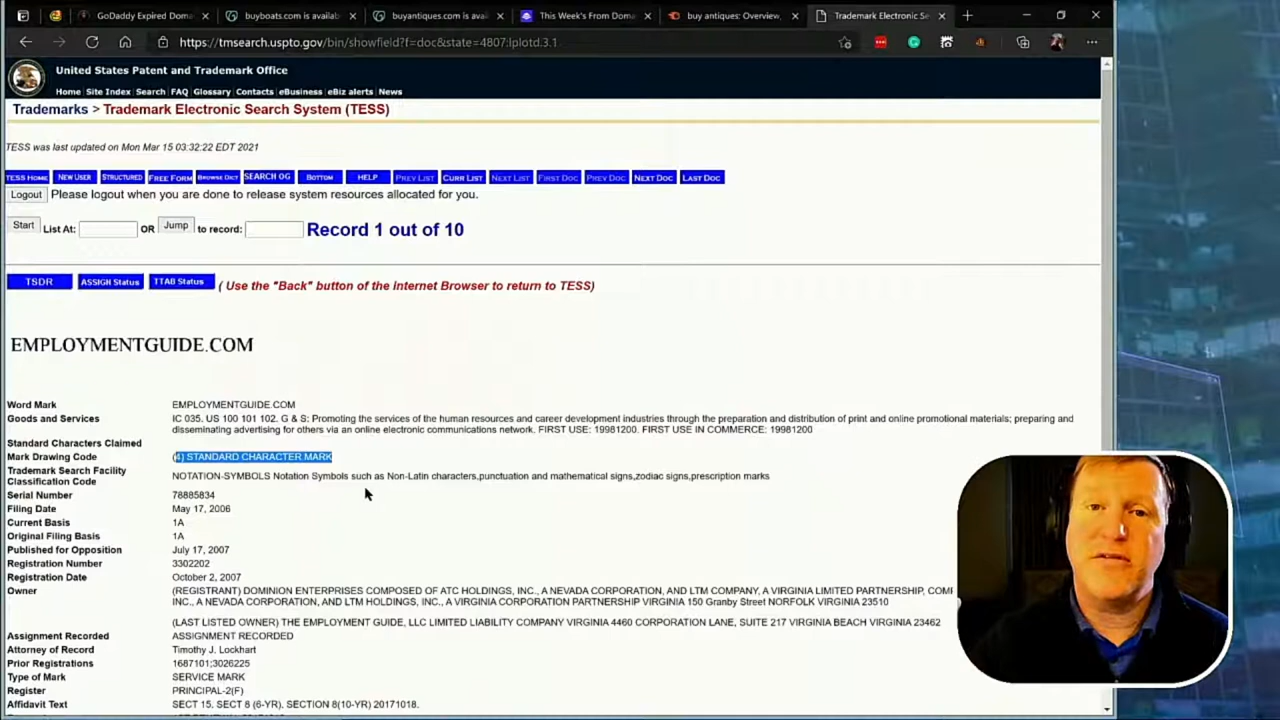 GoDaddy Expired Doma
buyboats.com is availab
buyantiques.com is avai
This Week's From Doma
buy antiques: Overview,
Trademark Electronic Se
https://tmsearch.uspto.gov/bin/showfield?f=doc&state=4807:lplotd.3.1
United States Patent and Trademark Office
Home | Site Index | Search | FAQ | Glossary | Contacts | eBusiness | eBiz alerts | News
Trademarks > Trademark Electronic Search System (TESS)
TESS was last updated on Mon Mar 15 03:32:22 EDT 2021
TESS HOME NEW USER STRUCTURED FREE FORM BROWSE DICT SEARCH OG BOTTOM HELP PREV LIST CURR LIST NEXT LIST FIRST DOC PREV DOC NEXT DOC LAST DOC
Logout Please logout when you are done to release system resources allocated for you.
Start List At: OR Jump to record: Record 1 out of 10
TSDR ASSIGN Status TTAB Status ( Use the "Back" button of the Internet Browser to return to TESS)
EMPLOYMENTGUIDE.COM
Word Mark EMPLOYMENTGUIDE.COM
Goods and Services IC 035. US 100 101 102. G & S: Promoting the services of the human resources and career development industries through the preparation and distribution of print and online promotional materials; preparing and
disseminating advertising for others via an online electronic communications network. FIRST USE: 19981200. FIRST USE IN COMMERCE: 19981200
Standard Characters Claimed
Mark Drawing Code (4) STANDARD CHARACTER MARK
Trademark Search Facility
Classification Code NOTATION-SYMBOLS Notation Symbols such as Non-Latin characters,punctuation and mathematical signs,zodiac signs,prescription marks
Serial Number 78885834
Filing Date May 17, 2006
Current Basis 1A
Original Filing Basis 1A
Published for Opposition July 17, 2007
Registration Number 3302202
Registration Date October 2, 2007
Owner (REGISTRANT) DOMINION ENTERPRISES COMPOSED OF ATC HOLDINGS, INC., A NEVADA CORPORATION, AND LTM COMPANY, A VIRGINIA LIMITED PARTNERSHIP, COMP
INC., A NEVADA CORPORATION, AND LTM HOLDINGS, INC., A VIRGINIA CORPORATION PARTNERSHIP VIRGINIA 150 Granby Street NORFOLK VIRGINIA 23510
(LAST LISTED OWNER) THE EMPLOYMENT GUIDE, LLC LIMITED LIABILITY COMPANY VIRGINIA 4460 CORPORATION LANE, SUITE 217 VIRGINIA BEACH VIRGINIA 23462
Assignment Recorded ASSIGNMENT RECORDED
Attorney of Record Timothy J. Lockhart
Prior Registrations 1687101;3026225
Type of Mark SERVICE MARK
Register PRINCIPAL-2(F)
Affidavit Text SECT 15. SECT 8 (6-YR). SECTION 8(10-YR) 20171018.